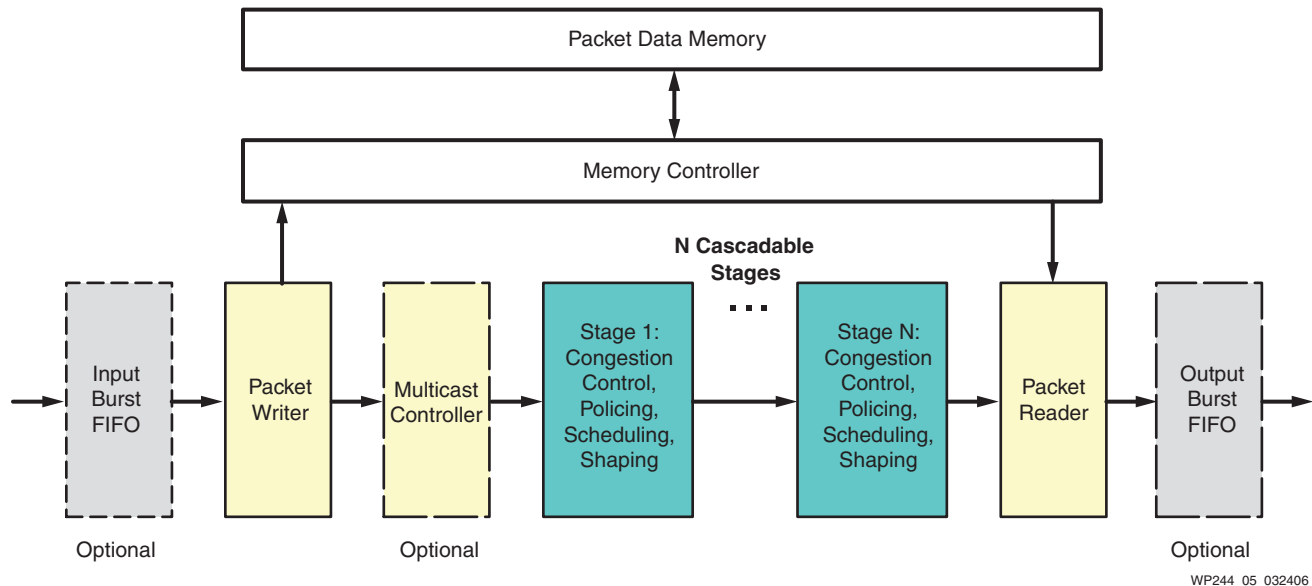 Packet Data Memory
Memory Controller
N Cascadable
Stages
Input
Burst
FIFO
Packet
Writer
Multicast
Controller
Stage 1:
Congestion
Control,
Policing,
Scheduling,
Shaping
Stage N:
Congestion
Control,
Policing,
Scheduling,
Shaping
Packet
Reader
Output
Burst
FIFO
Optional
Optional
Optional
WP244_05_032406